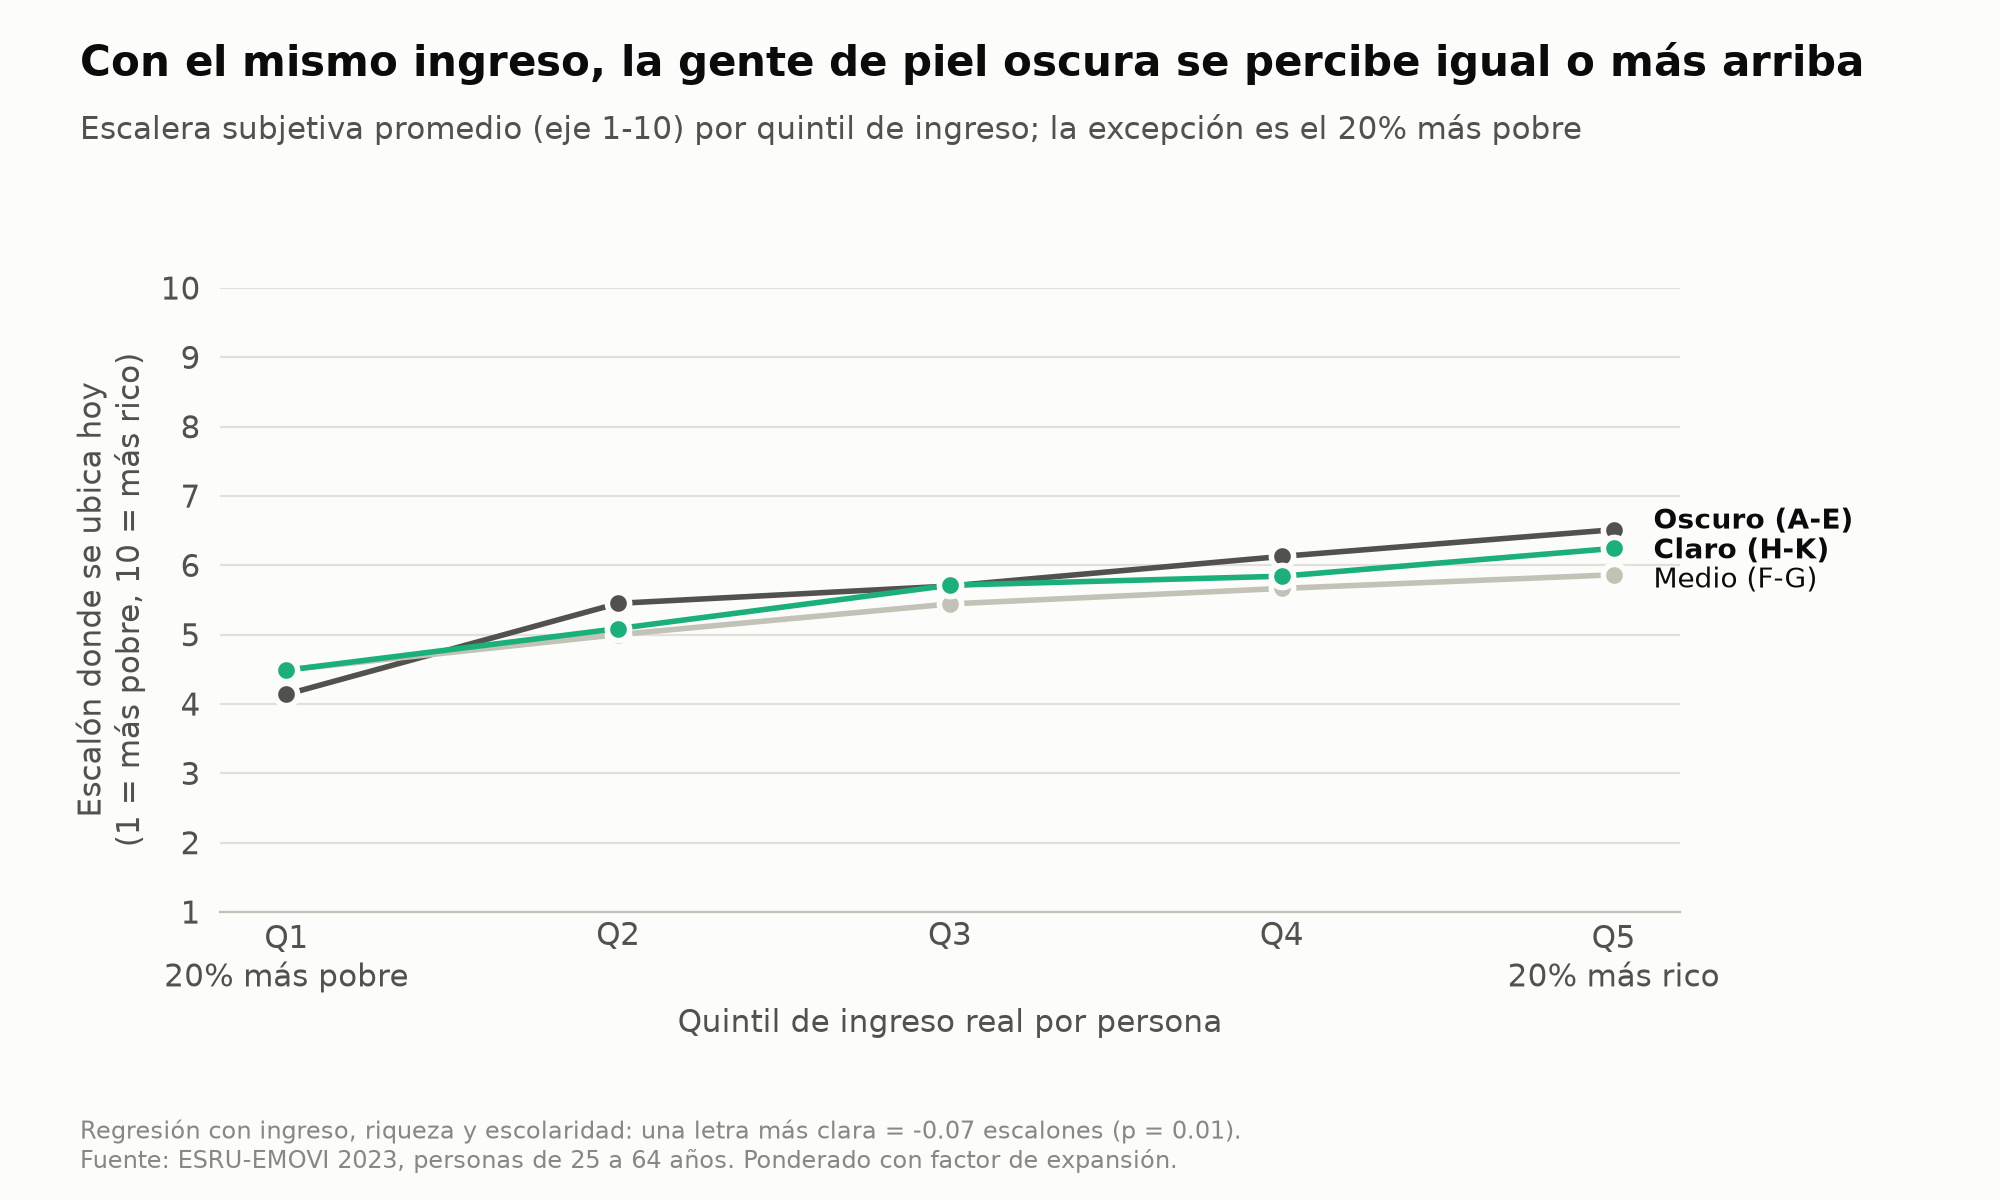 Con el mismo ingreso, la gente de piel oscura se percibe igual o más arriba
Escalera subjetiva promedio (eje 1-10) por quintil de ingreso; la excepción es el 20% más pobre
Escalón donde se ubica hoy
(1 = más pobre, 10 = más rico)
10
9
8
7
6
5
4
3
2
1
Oscuro (A-E)
Claro (H-K)
Medio (F-G)
Q1
20% más pobre
Q2
Q3
Q4
Q5
20% más rico
Quintil de ingreso real por persona
Regresión con ingreso, riqueza y escolaridad: una letra más clara = -0.07 escalones (p = 0.01).
Fuente: ESRU-EMOVI 2023, personas de 25 a 64 años. Ponderado con factor de expansión.